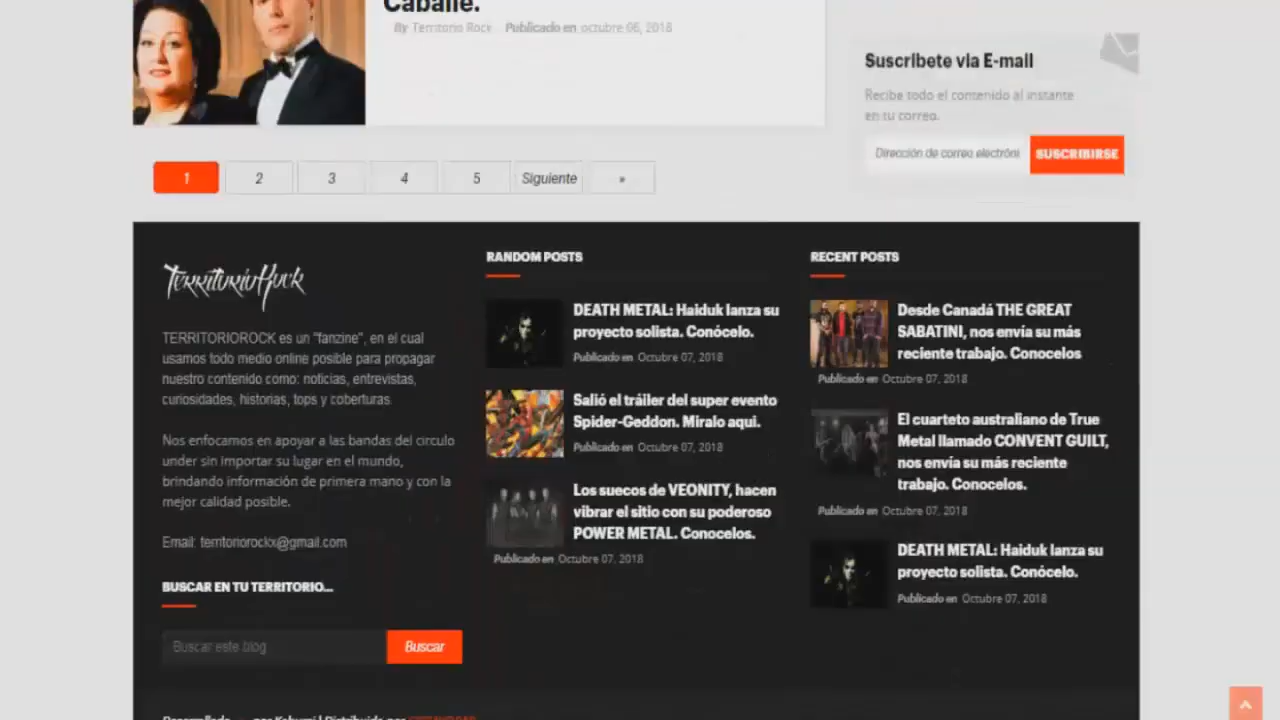 Caballé.
By Territorio Rock Publicado en octubre 06, 2018
Suscríbete vía E-mail
Recibe todo el contenido al instante
en tu correo.
Dirección de correo electróni
SUSCRIBIRSE
1 2 3 4 5 Siguiente »
TERRITORIOROCK
TERRITORIOROCK es un "fanzine", en el cual
usamos todo medio online posible para propagar
nuestro contenido como: noticias, entrevistas,
curiosidades, historias, tops y coberturas.
Nos enfocamos en apoyar a las bandas del circulo
under sin importar su lugar en el mundo,
brindando información de primera mano y con la
mejor calidad posible.
Email: territoriorockx@gmail.com
BUSCAR EN TU TERRITORIO...
Buscar este blog
Buscar
RANDOM POSTS
DEATH METAL: Haiduk lanza su
proyecto solista. Conócelo.
Publicado en Octubre 07, 2018
Salió el tráiler del super evento
Spider-Geddon. Miralo aqui.
Publicado en Octubre 07, 2018
Los suecos de VEONITY, hacen
vibrar el sitio con su poderoso
POWER METAL. Conocelos.
Publicado en Octubre 07, 2018
RECENT POSTS
Desde Canadá THE GREAT
SABATINI, nos envía su más
reciente trabajo. Conocelos
Publicado en Octubre 07, 2018
El cuarteto australiano de True
Metal llamado CONVENT GUILT,
nos envía su más reciente
trabajo. Conocelos.
Publicado en Octubre 07, 2018
DEATH METAL: Haiduk lanza su
proyecto solista. Conócelo.
Publicado en Octubre 07, 2018